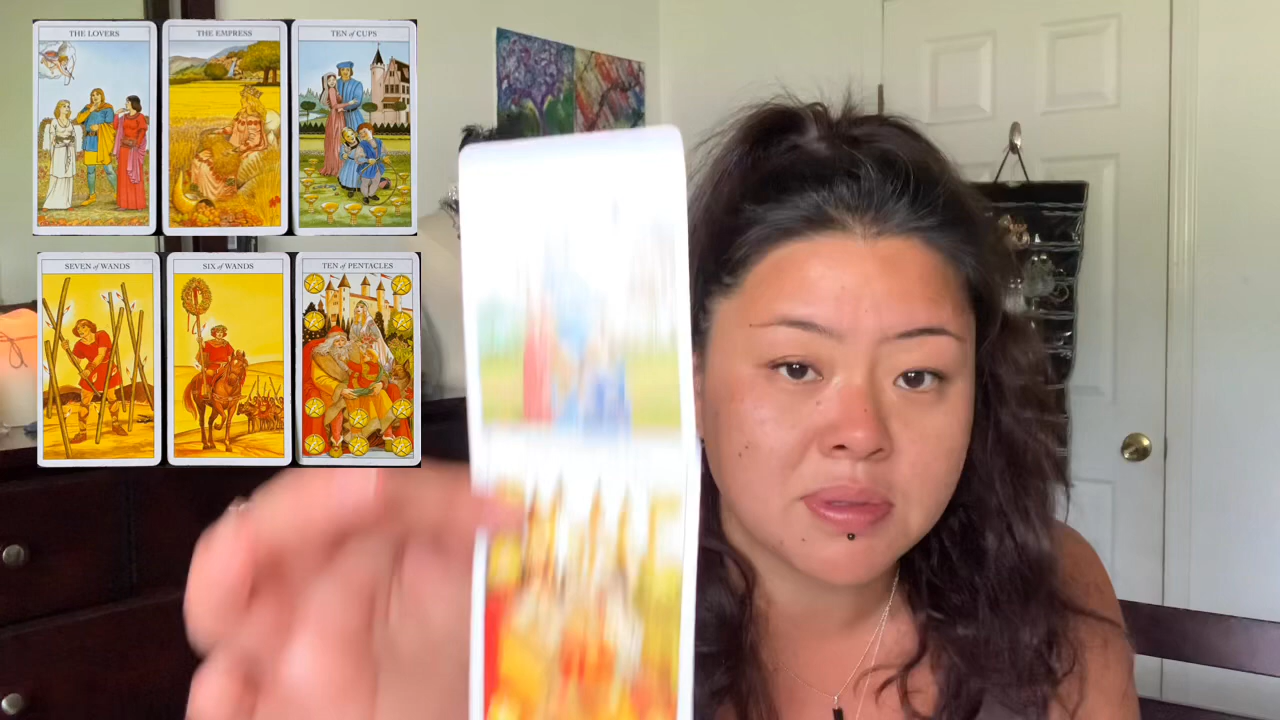 THE LOVERS
THE EMPRESS
TEN of CUPS
SEVEN of WANDS
SIX of WANDS
TEN of PENTACLES